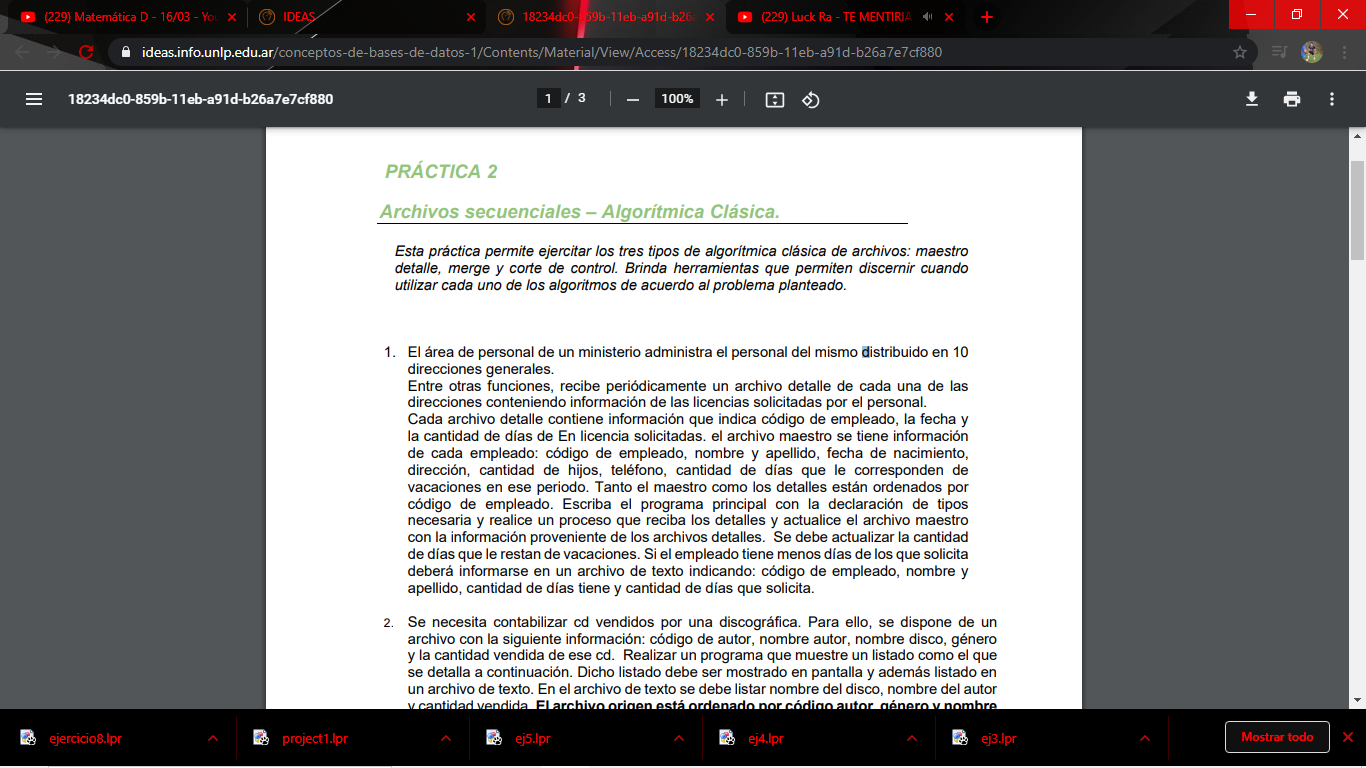 (229) Matemática D - 16/03 - You
IDEAS
18234dc0-859b-11eb-a91d-b26a
(229) Luck Ra - TE MENTIRIA
ideas.info.unlp.edu.ar/conceptos-de-bases-de-datos-1/Contents/Material/View/Access/18234dc0-859b-11eb-a91d-b26a7e7cf880
18234dc0-859b-11eb-a91d-b26a7e7cf880
1 / 3
100%
PRÁCTICA 2
Archivos secuenciales – Algorítmica Clásica.
Esta práctica permite ejercitar los tres tipos de algorítmica clásica de archivos: maestro
detalle, merge y corte de control. Brinda herramientas que permiten discernir cuando
utilizar cada uno de los algoritmos de acuerdo al problema planteado.
1. El área de personal de un ministerio administra el personal del mismo distribuido en 10
direcciones generales.
Entre otras funciones, recibe periódicamente un archivo detalle de cada una de las
direcciones conteniendo información de las licencias solicitadas por el personal.
Cada archivo detalle contiene información que indica código de empleado, la fecha y
la cantidad de días de En licencia solicitadas. el archivo maestro se tiene información
de cada empleado: código de empleado, nombre y apellido, fecha de nacimiento,
dirección, cantidad de hijos, teléfono, cantidad de días que le corresponden de
vacaciones en ese periodo. Tanto el maestro como los detalles están ordenados por
código de empleado. Escriba el programa principal con la declaración de tipos
necesaria y realice un proceso que reciba los detalles y actualice el archivo maestro
con la información proveniente de los archivos detalles. Se debe actualizar la cantidad
de días que le restan de vacaciones. Si el empleado tiene menos días de los que solicita
deberá informarse en un archivo de texto indicando: código de empleado, nombre y
apellido, cantidad de días tiene y cantidad de días que solicita.
2. Se necesita contabilizar cd vendidos por una discográfica. Para ello, se dispone de un
archivo con la siguiente información: código de autor, nombre autor, nombre disco, género
y la cantidad vendida de ese cd. Realizar un programa que muestre un listado como el que
se detalla a continuación. Dicho listado debe ser mostrado en pantalla y además listado en
un archivo de texto. En el archivo de texto se debe listar nombre del disco, nombre del autor
y cantidad vendida. El archivo origen está ordenado por código autor, género y nombre
ejercicio8.lpr
project1.lpr
ej5.lpr
ej4.lpr
ej3.lpr
Mostrar todo